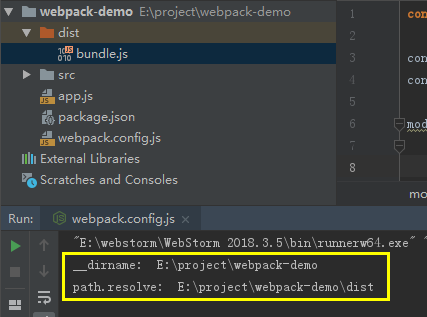 webpack-demo E:\project\webpack-demo
dist
bundle.js
src
app.js
package.json
webpack.config.js
External Libraries
Scratches and Consoles
1
2
3
4
5
6
7
8
con
con
con
mod
mo
Run: webpack.config.js ×
"E:\webstorm\WebStorm 2018.3.5\bin\runnerw64.exe" "
__dirname: E:\project\webpack-demo
path.resolve: E:\project\webpack-demo\dist